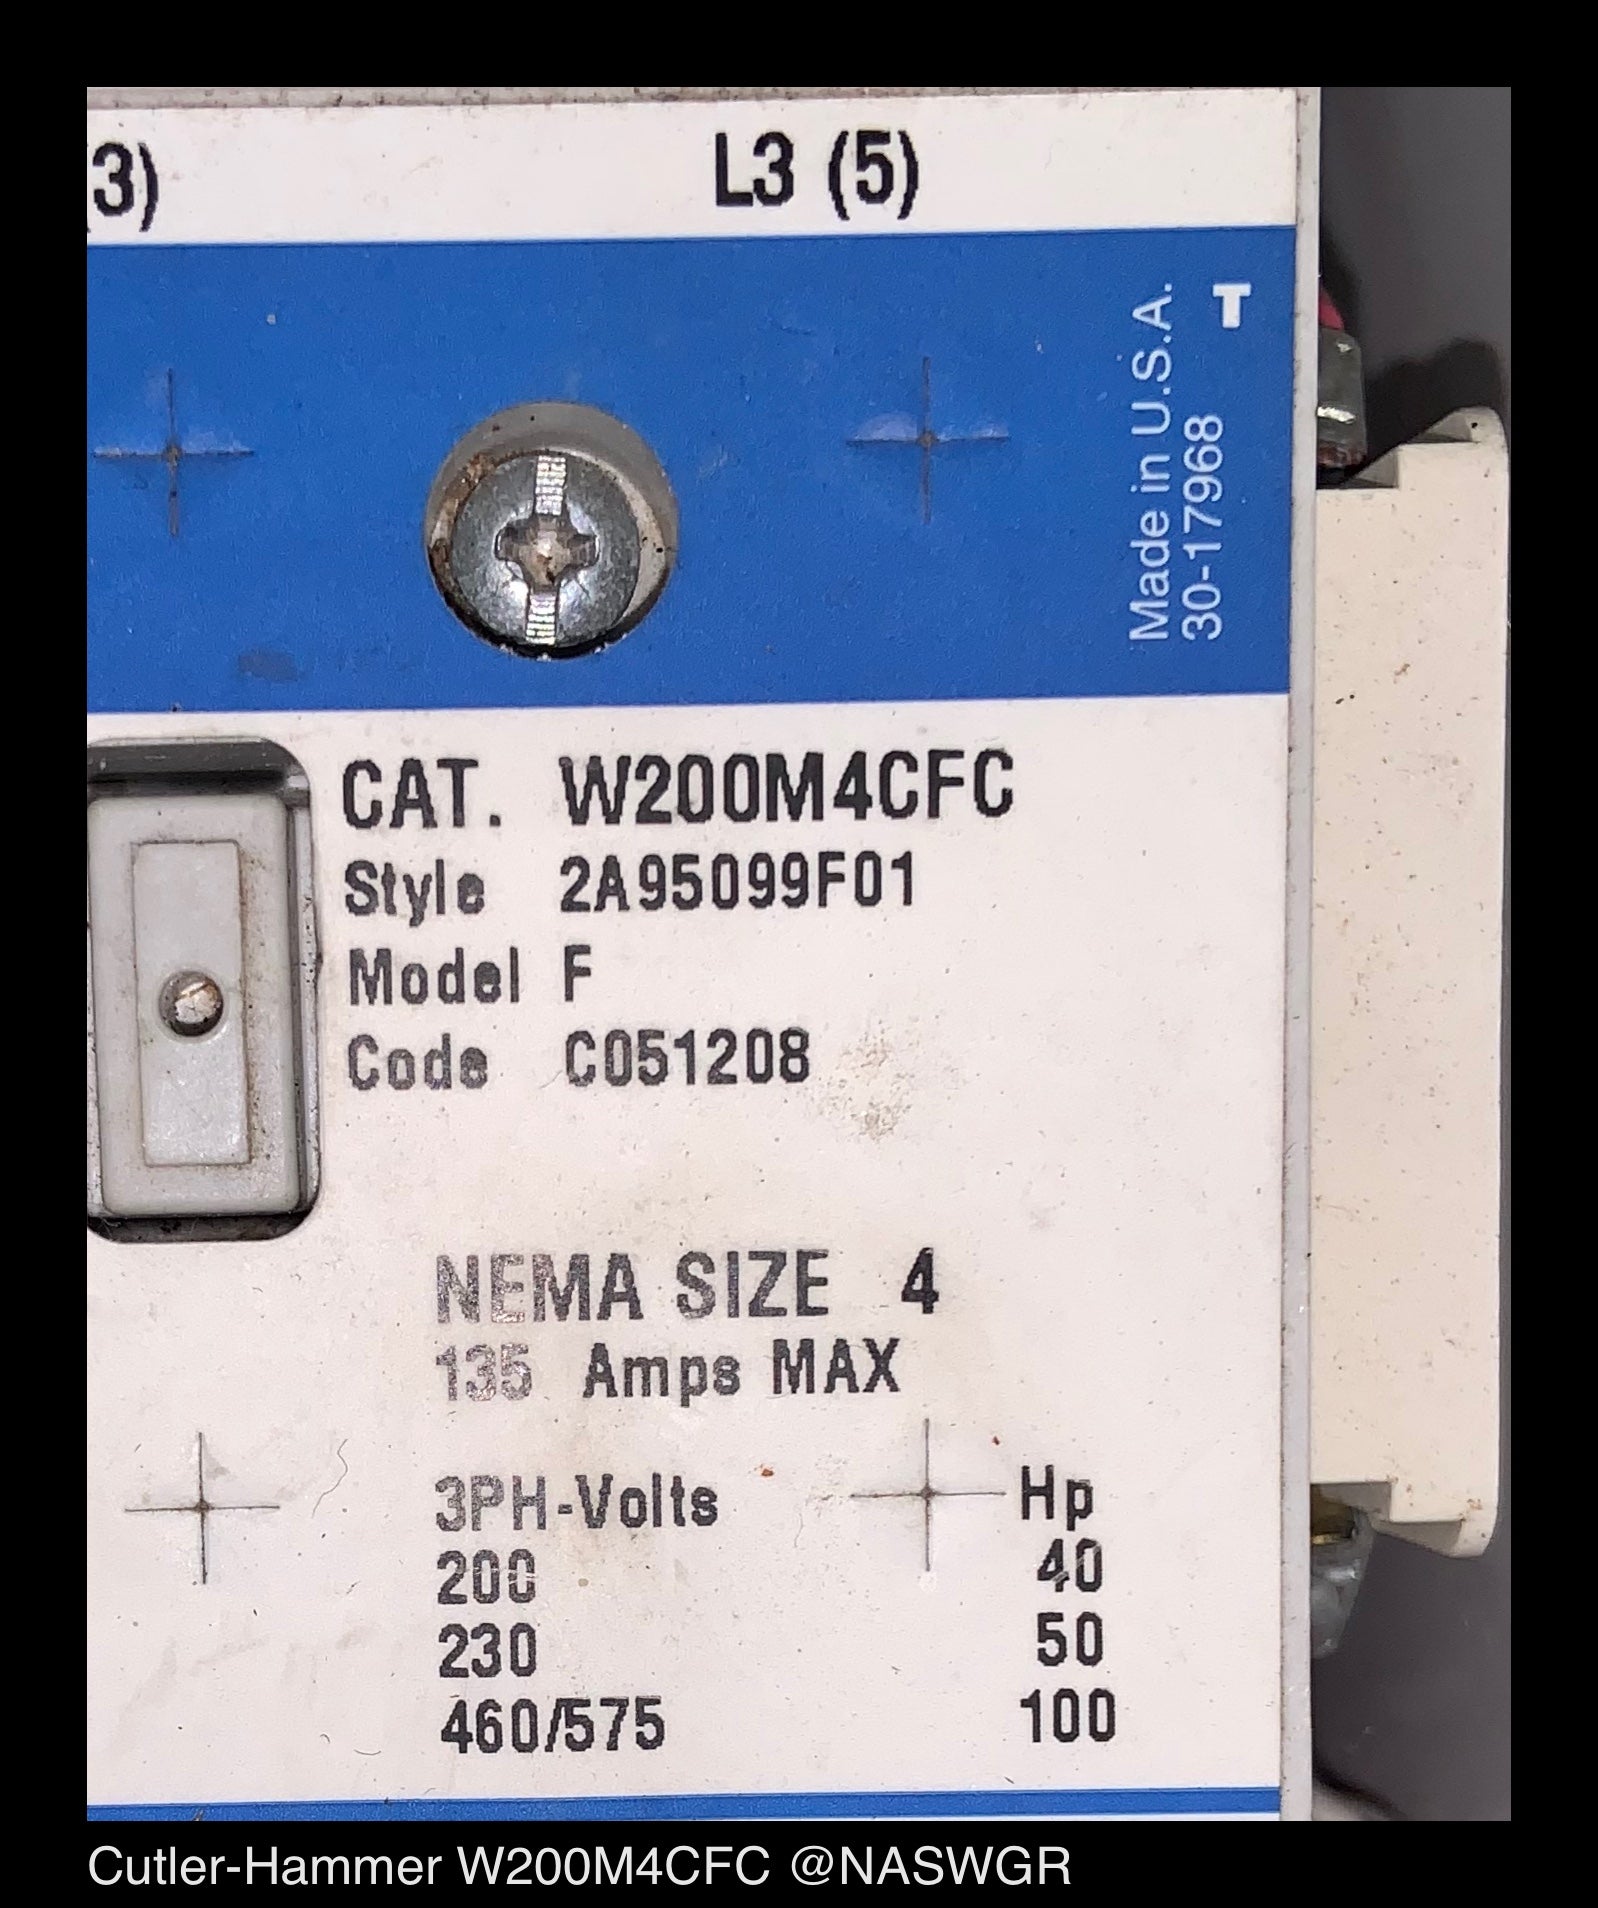 (3)
L3 (5)
Made in U.S.A.
30-17968
T
CAT. W200M4CFC
Style 2A95099F01
Model F
Code C051208
NEMA SIZE 4
135 Amps MAX
3PH-Volts Hp
200 40
230 50
460/575 100
Cutler-Hammer W200M4CFC @NASWGR